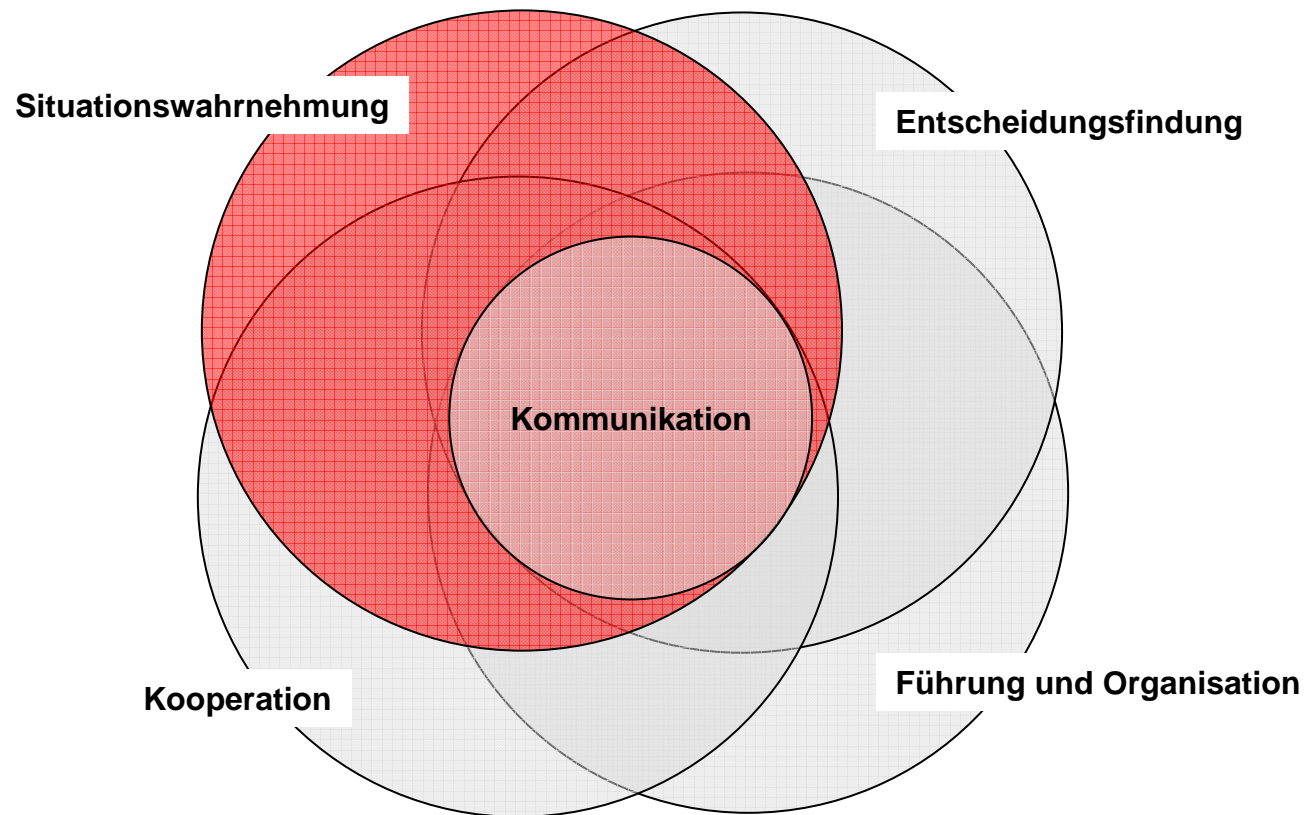 Situationswahrnehmung
Entscheidungsfindung
Kommunikation
Kooperation
Führung und Organisation